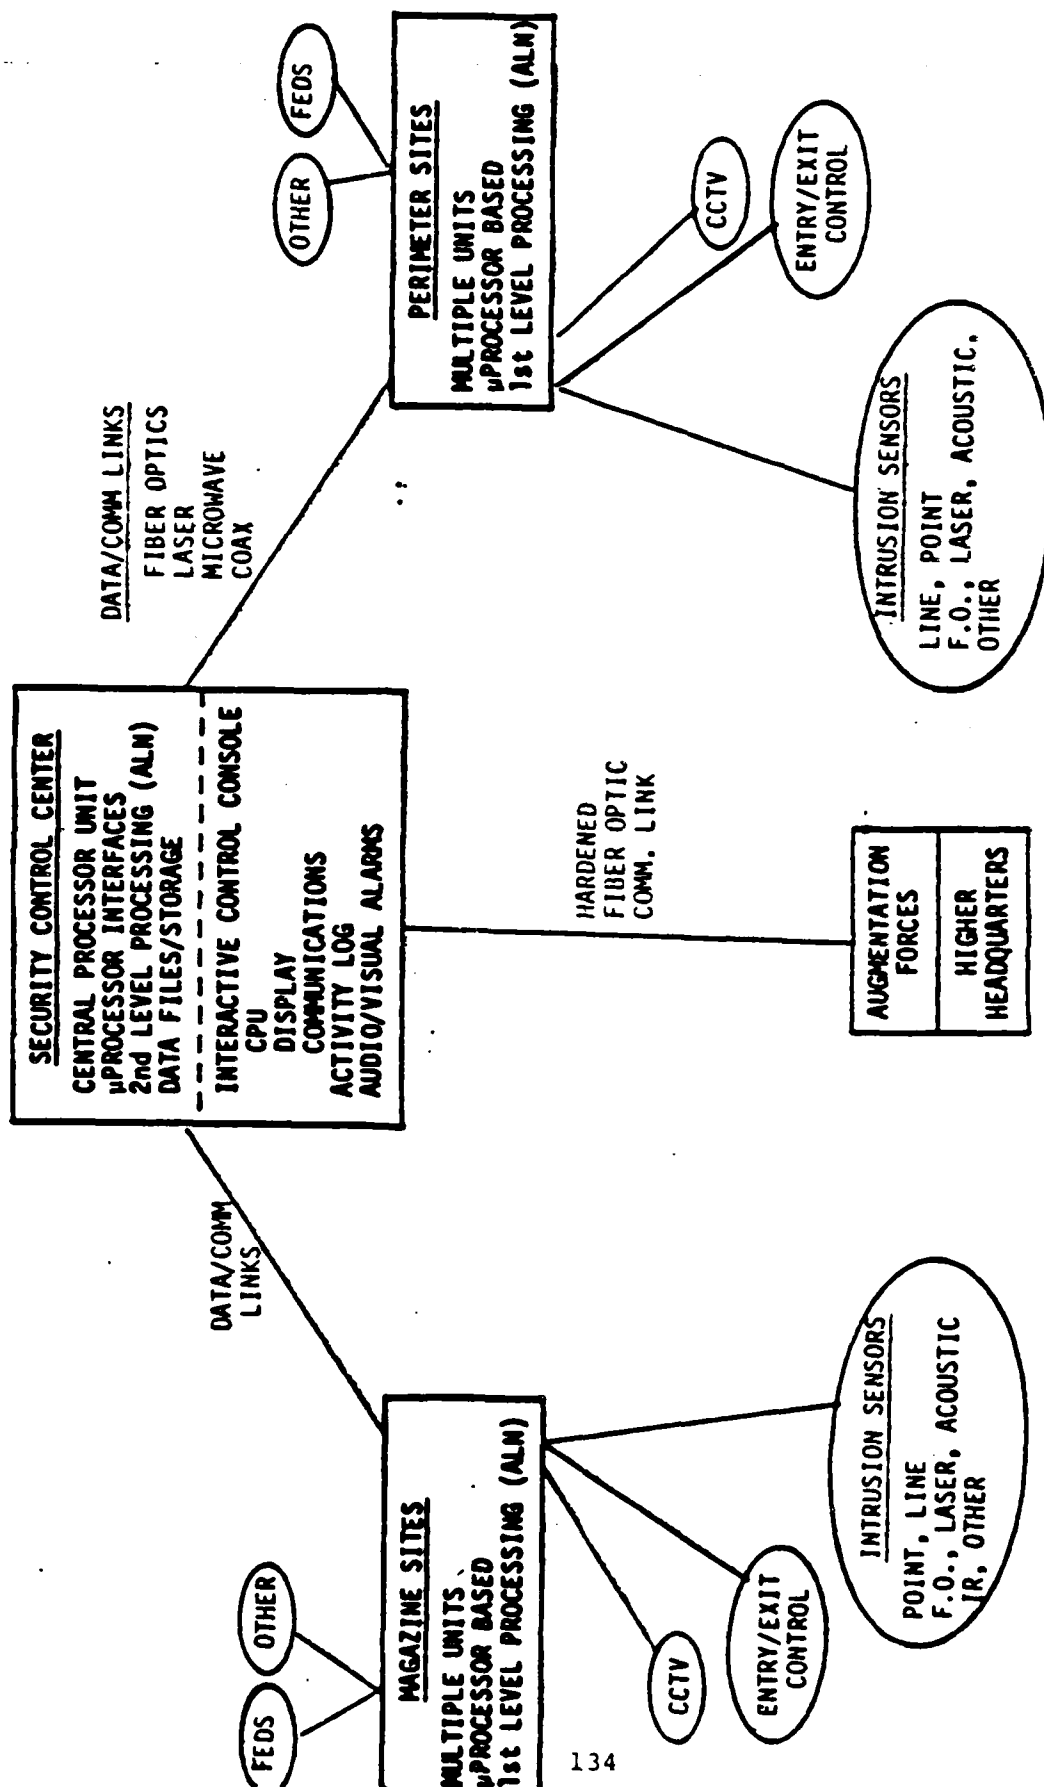 SECURITY CONTROL CENTER
CENTRAL PROCESSOR UNIT
µPROCESSOR INTERFACES
2nd LEVEL PROCESSING (ALN)
DATA FILES/STORAGE
INTERACTIVE CONTROL CONSOLE
CPU
DISPLAY
COMMUNICATIONS
ACTIVITY LOG
AUDIO/VISUAL ALARMS
DATA/COMM
LINKS
DATA/COMM LINKS
FIBER OPTICS
LASER
MICROWAVE
COAX
FEDS
OTHER
MAGAZINE SITES
MULTIPLE UNITS
µPROCESSOR BASED
1st LEVEL PROCESSING (ALN)
CCTV
ENTRY/EXIT
CONTROL
INTRUSION SENSORS
POINT, LINE
F.O., LASER, ACOUSTIC
IR, OTHER
HARDENED
FIBER OPTIC
COMM. LINK
AUGMENTATION
FORCES
HIGHER
HEADQUARTERS
OTHER
FEDS
PERIMETER SITES
MULTIPLE UNITS
µPROCESSOR BASED
1st LEVEL PROCESSING (ALN)
CCTV
ENTRY/EXIT
CONTROL
INTRUSION SENSORS
LINE, POINT
F.O., LASER, ACOUSTIC,
OTHER
134